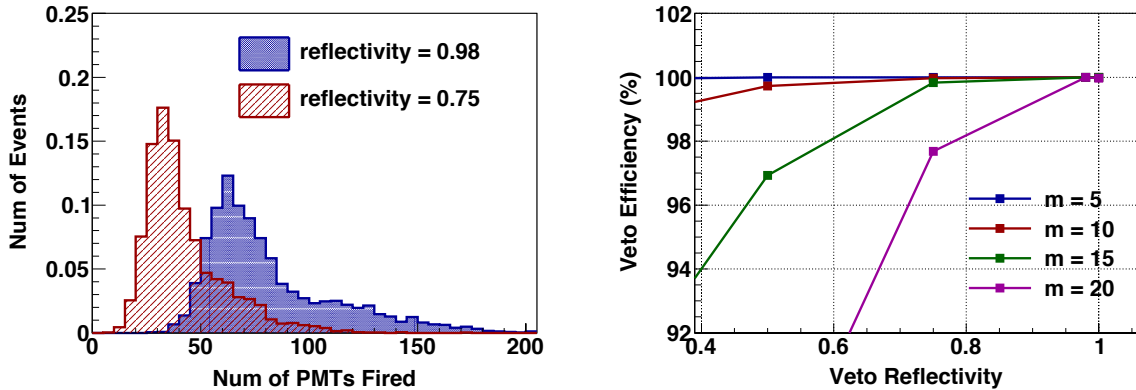 0.25
0.2
0.15
0.1
0.05
0
0 50 100 150 200
Num of Events
Num of PMTs Fired
reflectivity = 0.98
reflectivity = 0.75
102
100
98
96
94
92
0.4 0.6 0.8 1
Veto Efficiency (%)
Veto Reflectivity
m = 5
m = 10
m = 15
m = 20